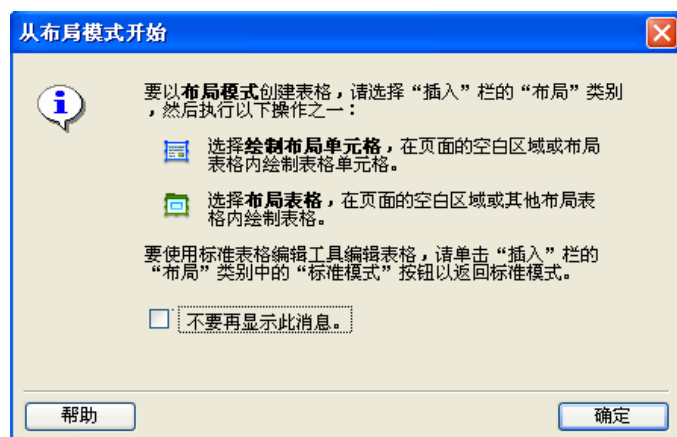 从布局模式开始
要以布局模式创建表格，请选择“插入”栏的“布局”类别
，然后执行以下操作之一：
选择绘制布局单元格，在页面的空白区域或布局
表格内绘制表格单元格。
选择布局表格，在页面的空白区域或其他布局表
格内绘制表格。
要使用标准表格编辑工具编辑表格，请单击“插入”栏的
“布局”类别中的“标准模式”按钮以返回标准模式。
不要再显示此消息。
帮助
确定